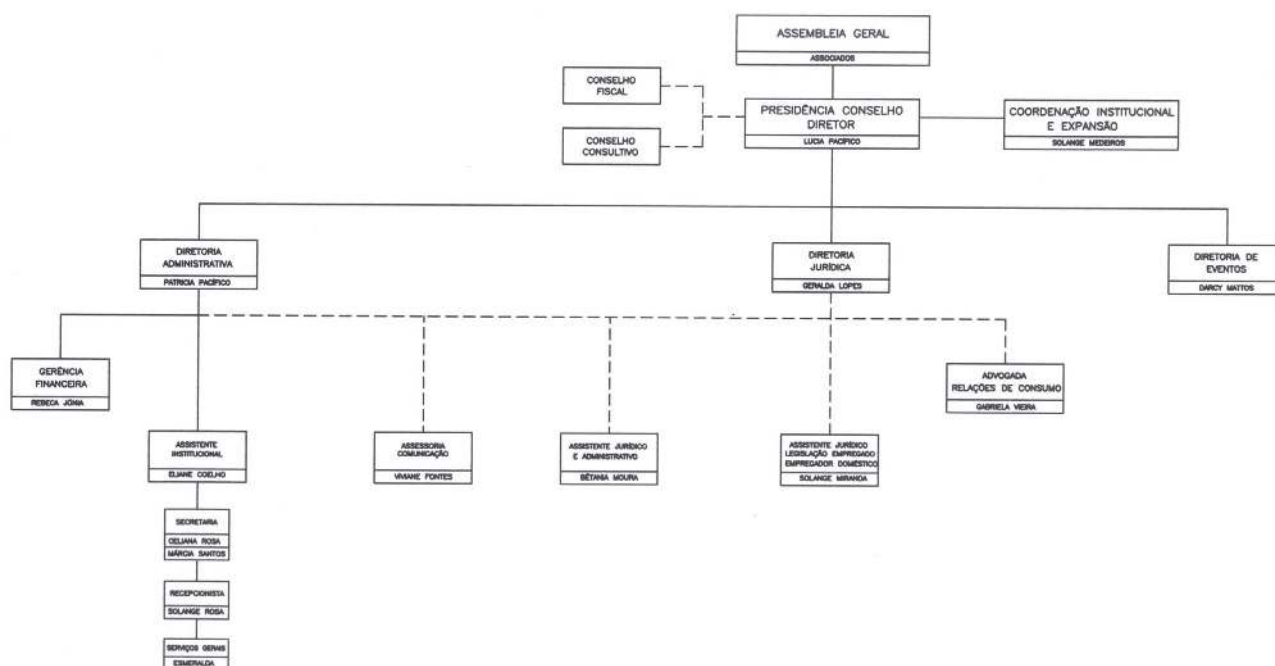 ASSEMBLEIA GERAL
ASSOCIADOS
CONSELHO
FISCAL
CONSELHO
CONSULTIVO
PRESIDÊNCIA CONSELHO
DIRETOR
LUCIA PACÍFICO
COORDENAÇÃO INSTITUCIONAL
E EXPANSÃO
SOLANGE MEDEIROS
DIRETORIA
ADMINISTRATIVA
PATRICIA PACÍFICO
DIRETORIA
JURÍDICA
GERALDA LOPES
DIRETORIA DE
EVENTOS
DARCY MATTOS
GERÊNCIA
FINANCEIRA
REBECA JÔNIA
ADVOGADA
RELAÇÕES DE CONSUMO
GABRIELA VIEIRA
ASSISTENTE
INSTITUCIONAL
ELIANE COELHO
ASSESSORIA
COMUNICAÇÃO
VIVIANE FONTES
ASSISTENTE JURÍDICO
E ADMINISTRATIVO
BÊTANIA MOURA
ASSISTENTE JURÍDICO
LEGISLAÇÃO EMPREGADO
EMPREGADOR DOMÉSTICO
SOLANGE MIRANDA
SECRETARIA
CELIANA ROSA
MÁRCIA SANTOS
RECEPCIONISTA
SOLANGE ROSA
SERVIÇOS GERAIS
ESMERALDA